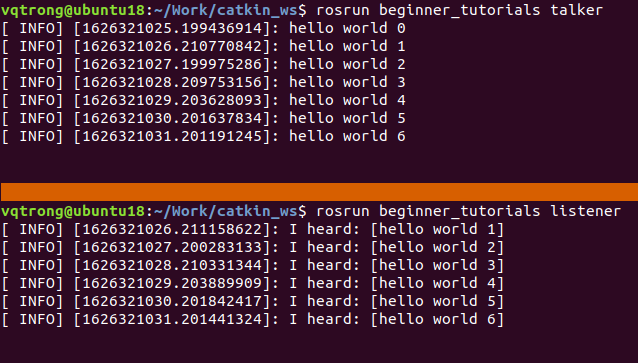 vqtrong@ubuntu18:~/Work/catkin_ws$ rosrun beginner_tutorials talker
[ INFO] [1626321025.199436914]: hello world 0
[ INFO] [1626321026.210770842]: hello world 1
[ INFO] [1626321027.199975286]: hello world 2
[ INFO] [1626321028.209753156]: hello world 3
[ INFO] [1626321029.203628093]: hello world 4
[ INFO] [1626321030.201637834]: hello world 5
[ INFO] [1626321031.201191245]: hello world 6
vqtrong@ubuntu18:~/Work/catkin_ws$ rosrun beginner_tutorials listener
[ INFO] [1626321026.211158622]: I heard: [hello world 1]
[ INFO] [1626321027.200283133]: I heard: [hello world 2]
[ INFO] [1626321028.210331344]: I heard: [hello world 3]
[ INFO] [1626321029.203889909]: I heard: [hello world 4]
[ INFO] [1626321030.201842417]: I heard: [hello world 5]
[ INFO] [1626321031.201441324]: I heard: [hello world 6]